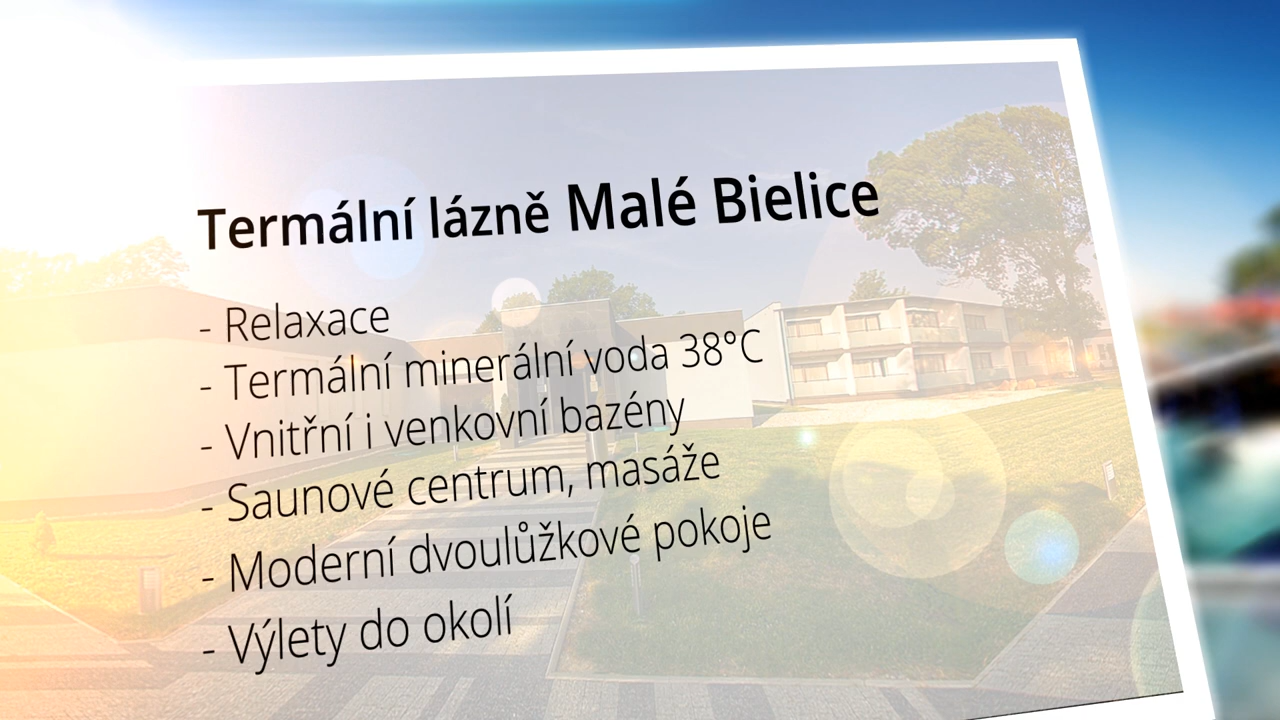 Termální lázně Malé Bielice
- Relaxace
- Termální minerální voda 38°C
- Vnitřní i venkovní bazény
- Saunové centrum, masáže
- Moderní dvoulůžkové pokoje
- Výlety do okolí